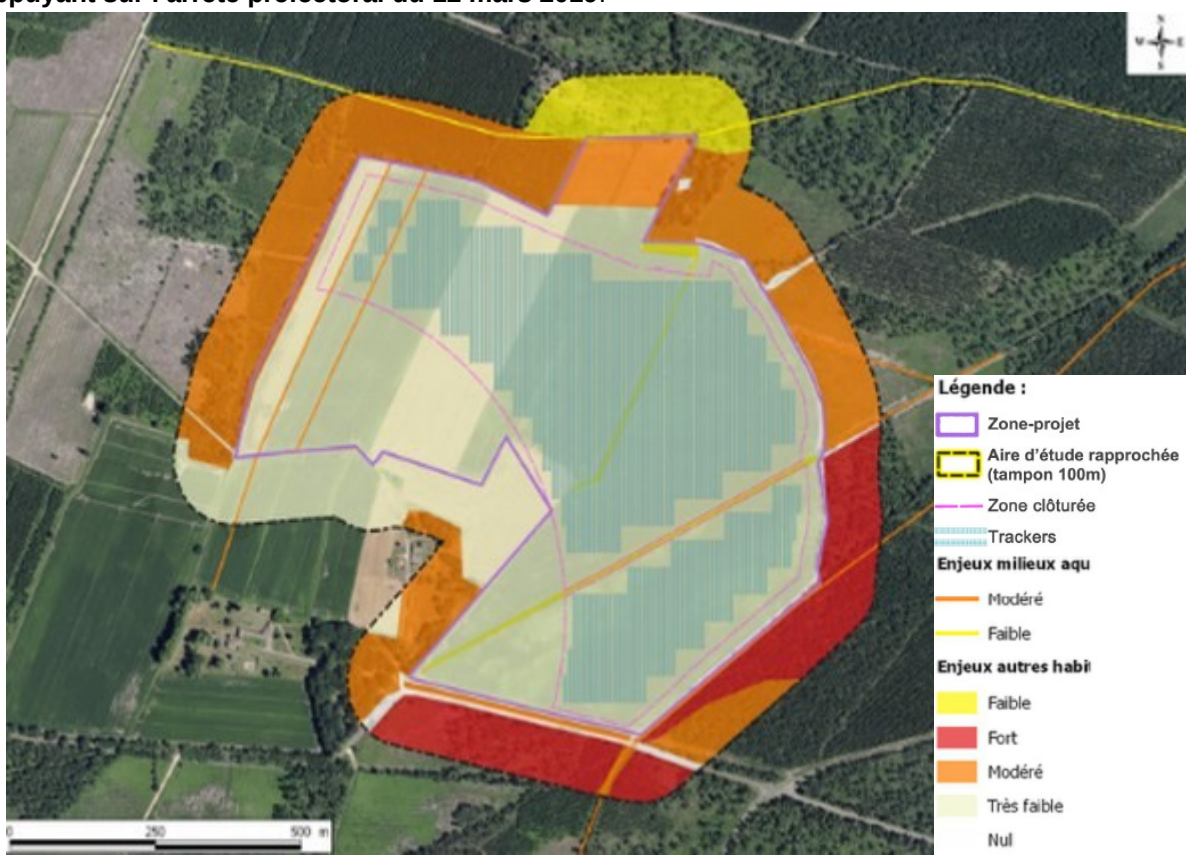 appuyant sur l'arrêté préfectoral du 22 mars 2023.
N
W E
S
Légende :
Zone-projet
Aire d'étude rapprochée
(tampon 100m)
Zone clôturée
Trackers
Enjeux milieux aqu
Modéré
Faible
Enjeux autres habi
Faible
Fort
Modéré
Très faible
Nul
0 250 500 m